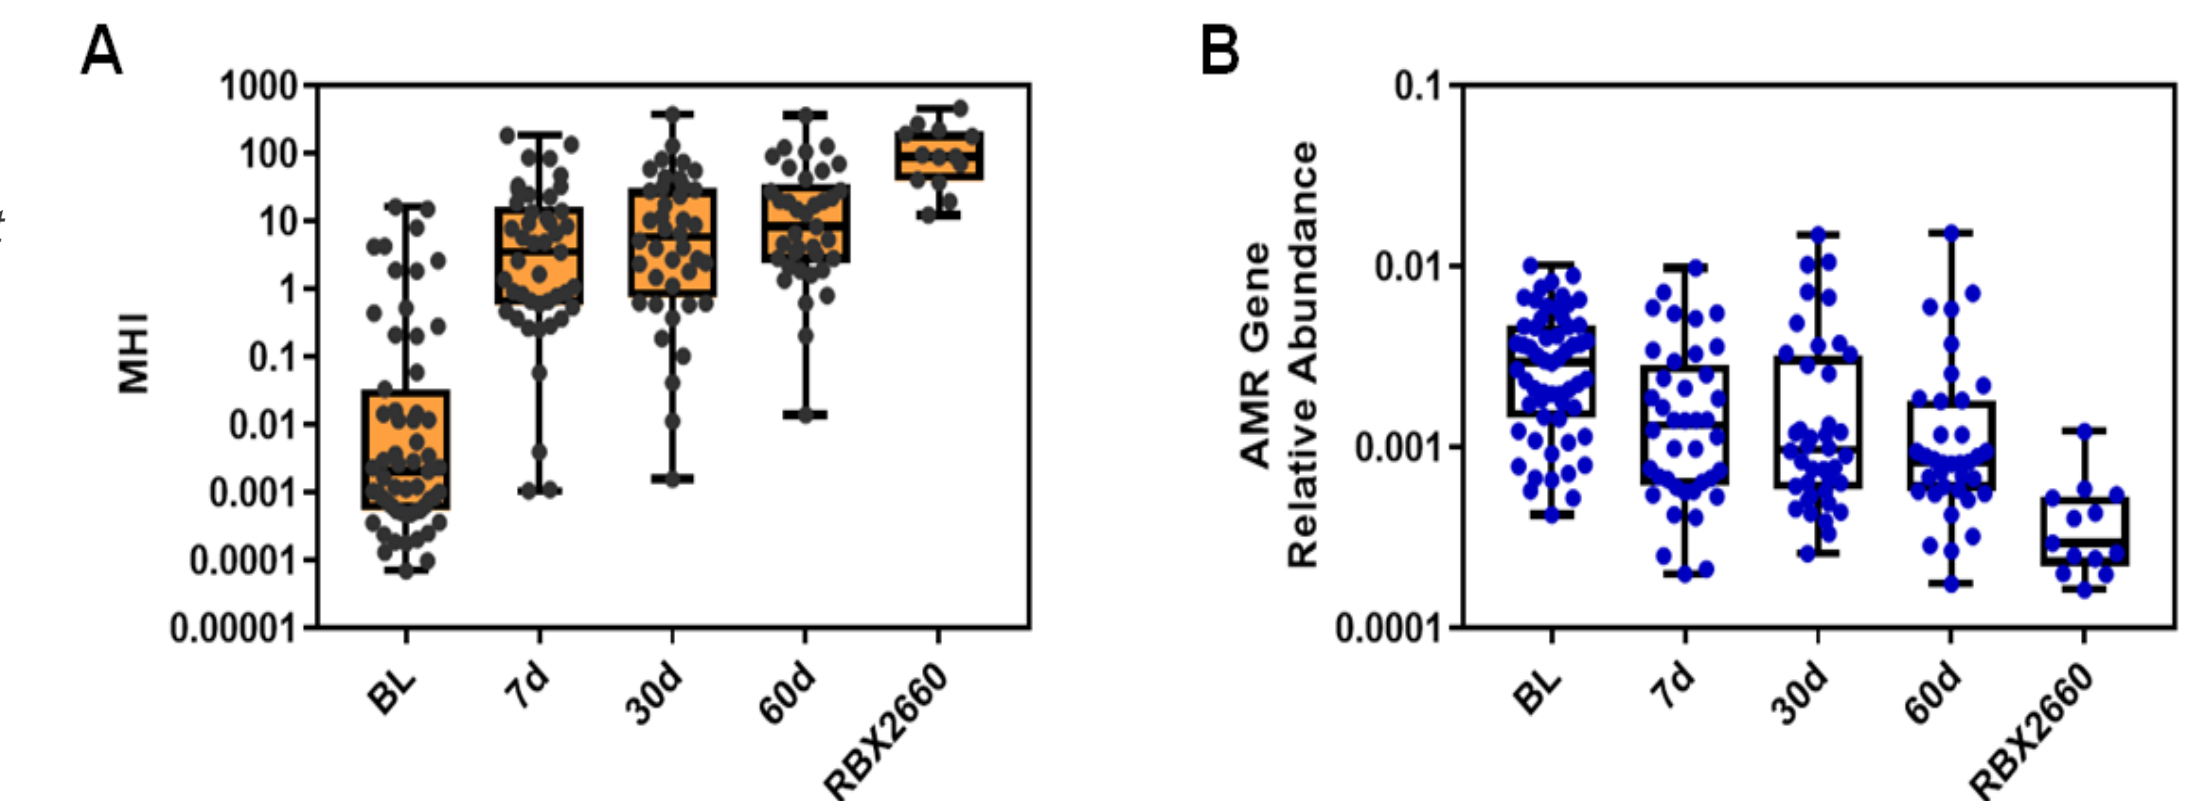 A
1000
100
10
1
0.1
0.01
0.001
0.0001
0.00001
MHI
BL
7d
30d
60d
RBX2660
B
0.1
0.01
0.001
0.0001
AMR Gene
Relative Abundance
BL
7d
30d
60d
RBX2660